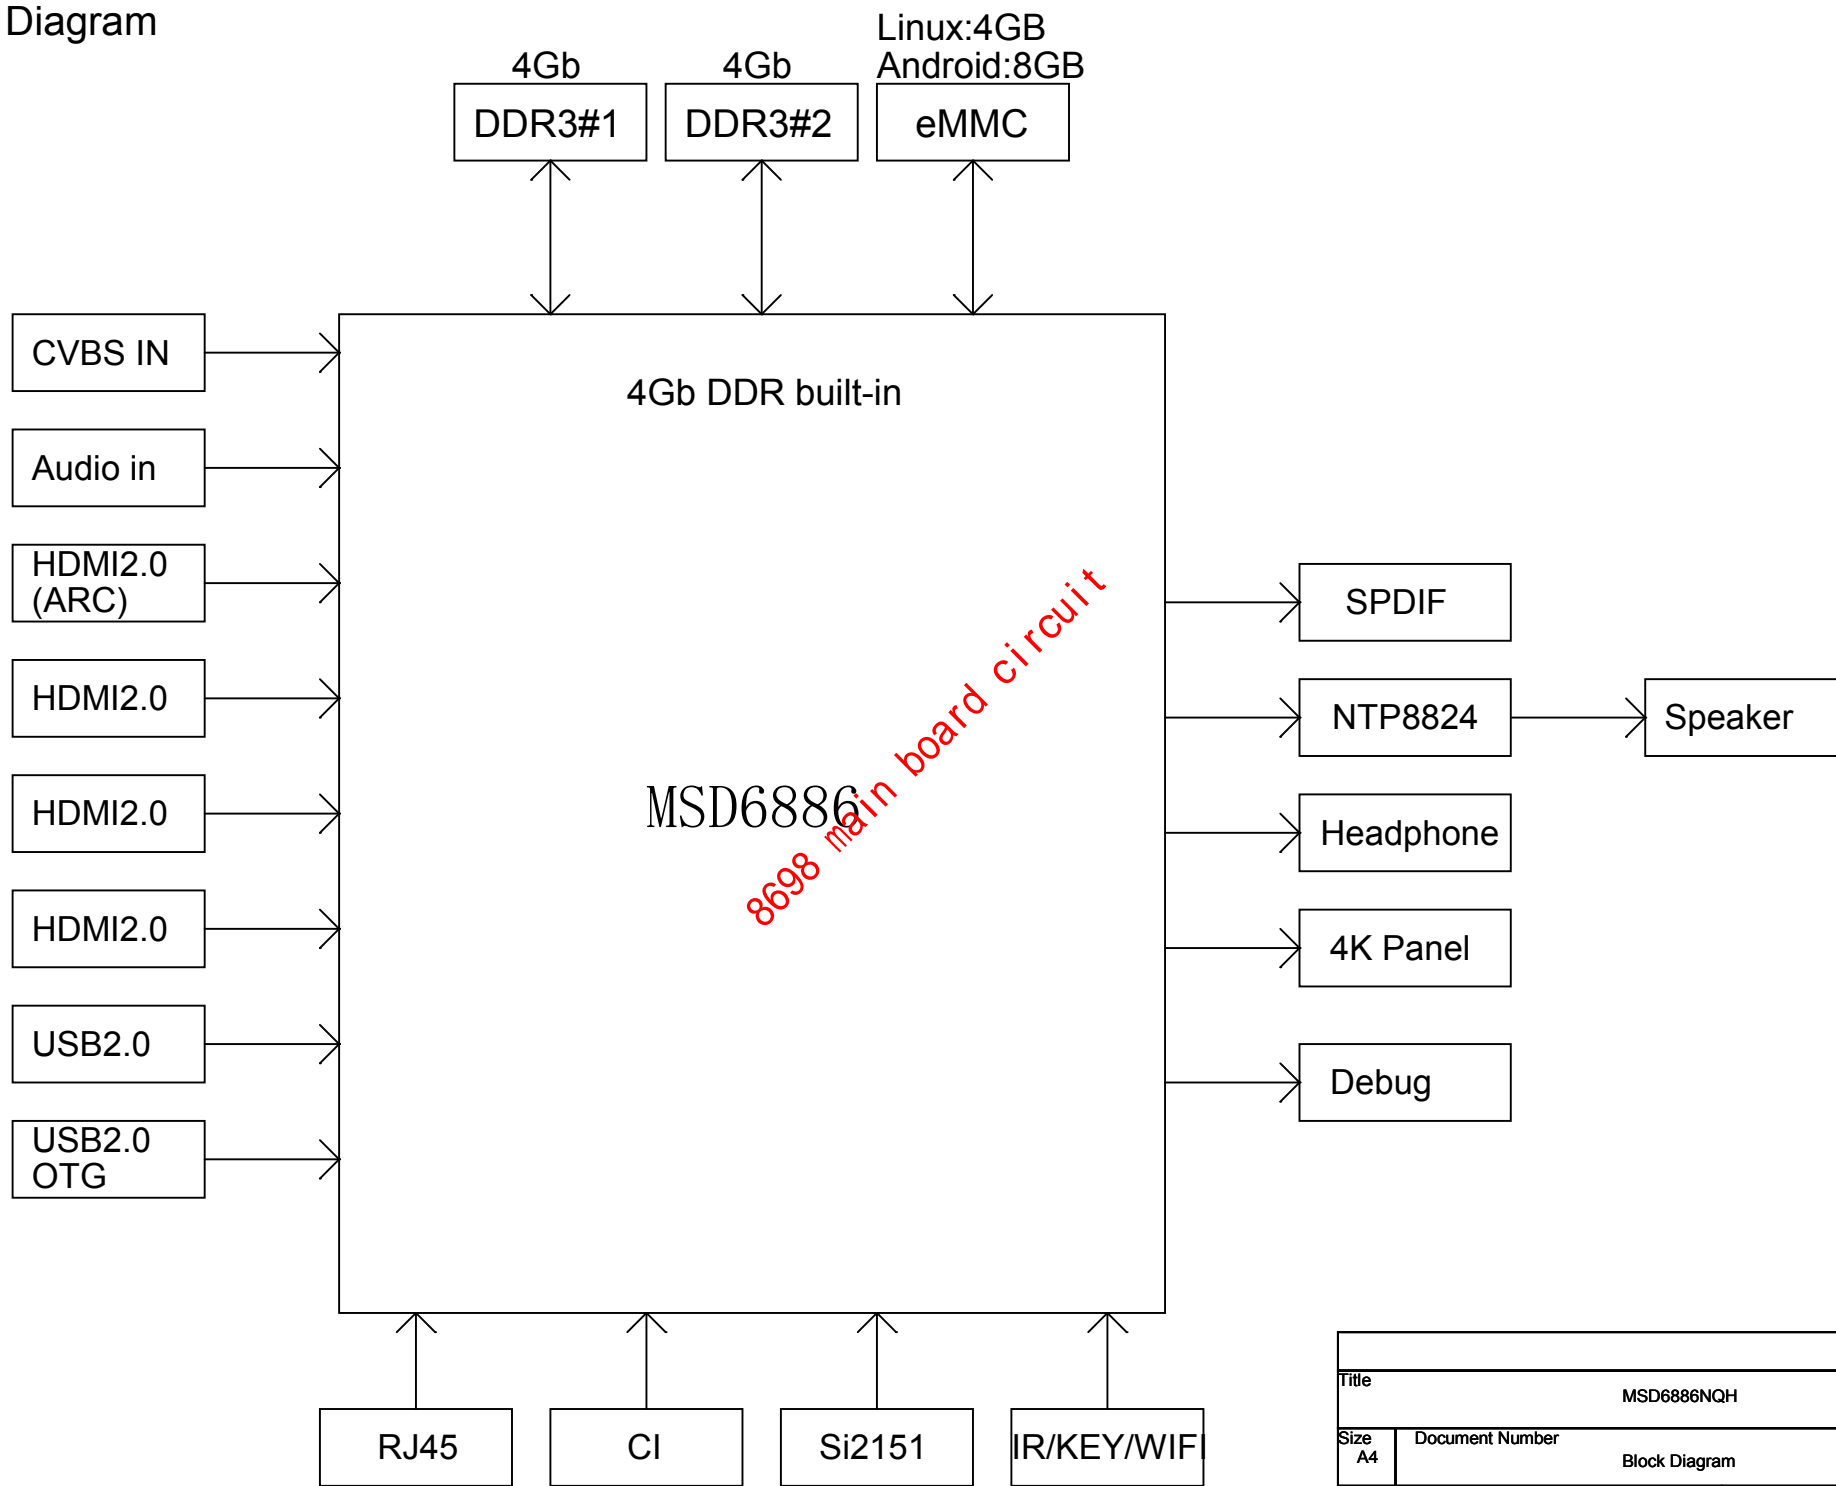 Diagram
Linux:4GB
4Gb
4Gb
Android:8GB
DDR3#1
DDR3#2
eMMC
CVBS IN
4Gb DDR built-in
Audio in
HDMI2.0
(ARC)
HDMI2.0
HDMI2.0
HDMI2.0
USB2.0
USB2.0
OTG
MSD6886
8698 main board circuit
SPDIF
NTP8824
Speaker
Headphone
4K Panel
Debug
RJ45
CI
Si2151
IR/KEY/WIFI
Title
MSD6886NQH
Size
A4
Document Number
Block Diagram